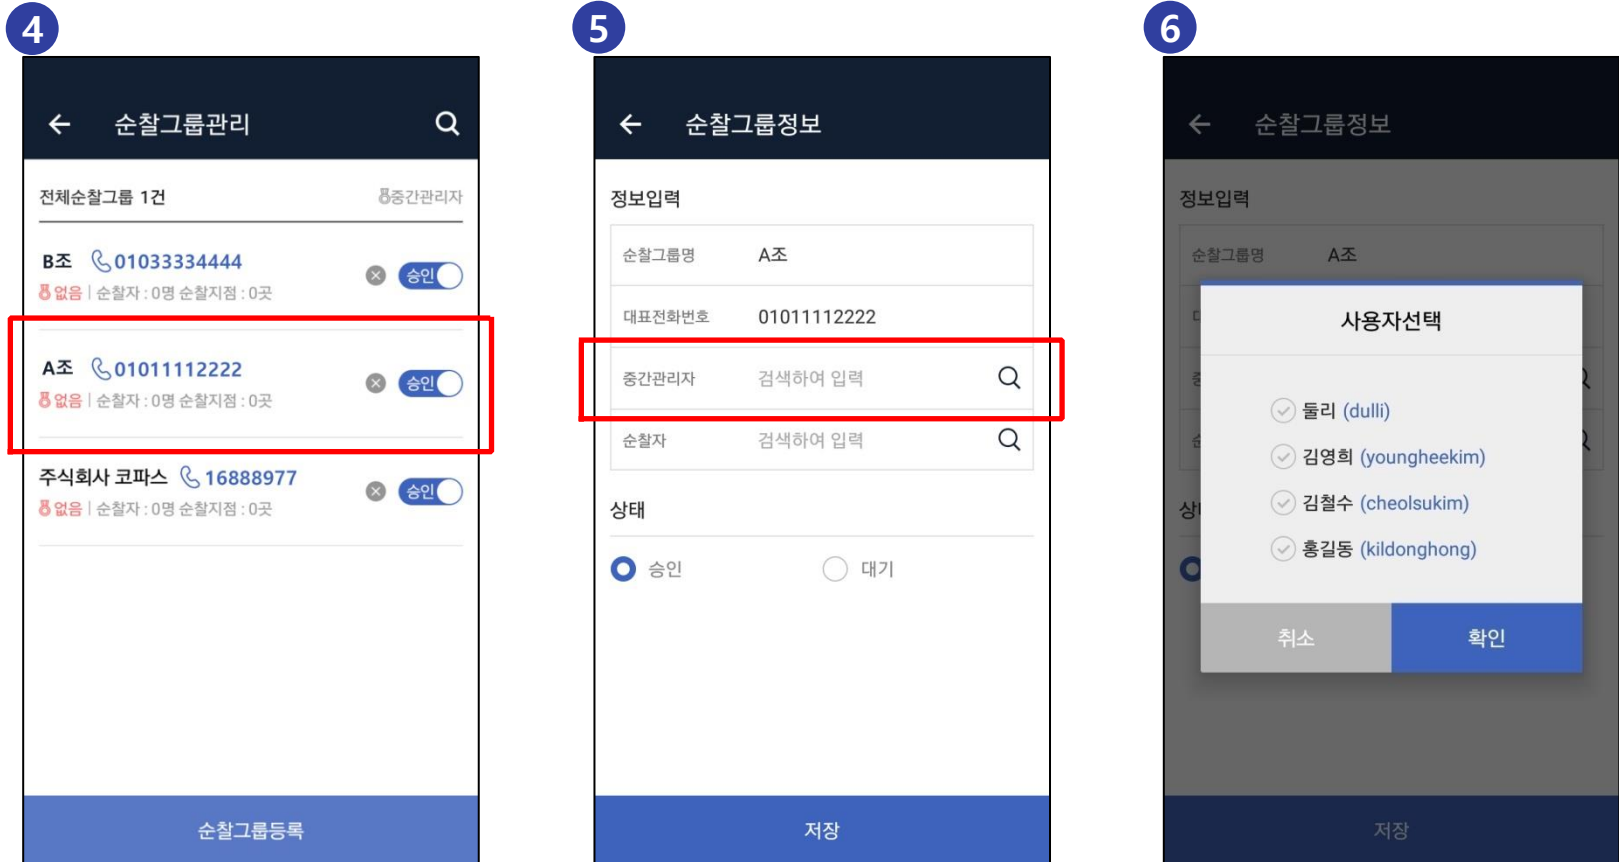 4
순찰그룹관리
전체순찰그룹 1건
중간관리자
B조 01033334444
승인
없음 | 순찰자 : 0명 순찰지점 : 0곳
A조 01011112222
승인
없음 | 순찰자 : 0명 순찰지점 : 0곳
주식회사 코파스 16888977
승인
없음 | 순찰자 : 0명 순찰지점 : 0곳
순찰그룹등록
5
순찰그룹정보
정보입력
순찰그룹명 A조
대표전화번호 01011112222
중간관리자 검색하여 입력
순찰자 검색하여 입력
상태
승인 대기
저장
6
순찰그룹정보
정보입력
순찰그룹명 A조
사용자선택
둘리 (dulli)
김영희 (youngheekim)
김철수 (cheolsukim)
홍길동 (kildonghong)
취소 확인
저장